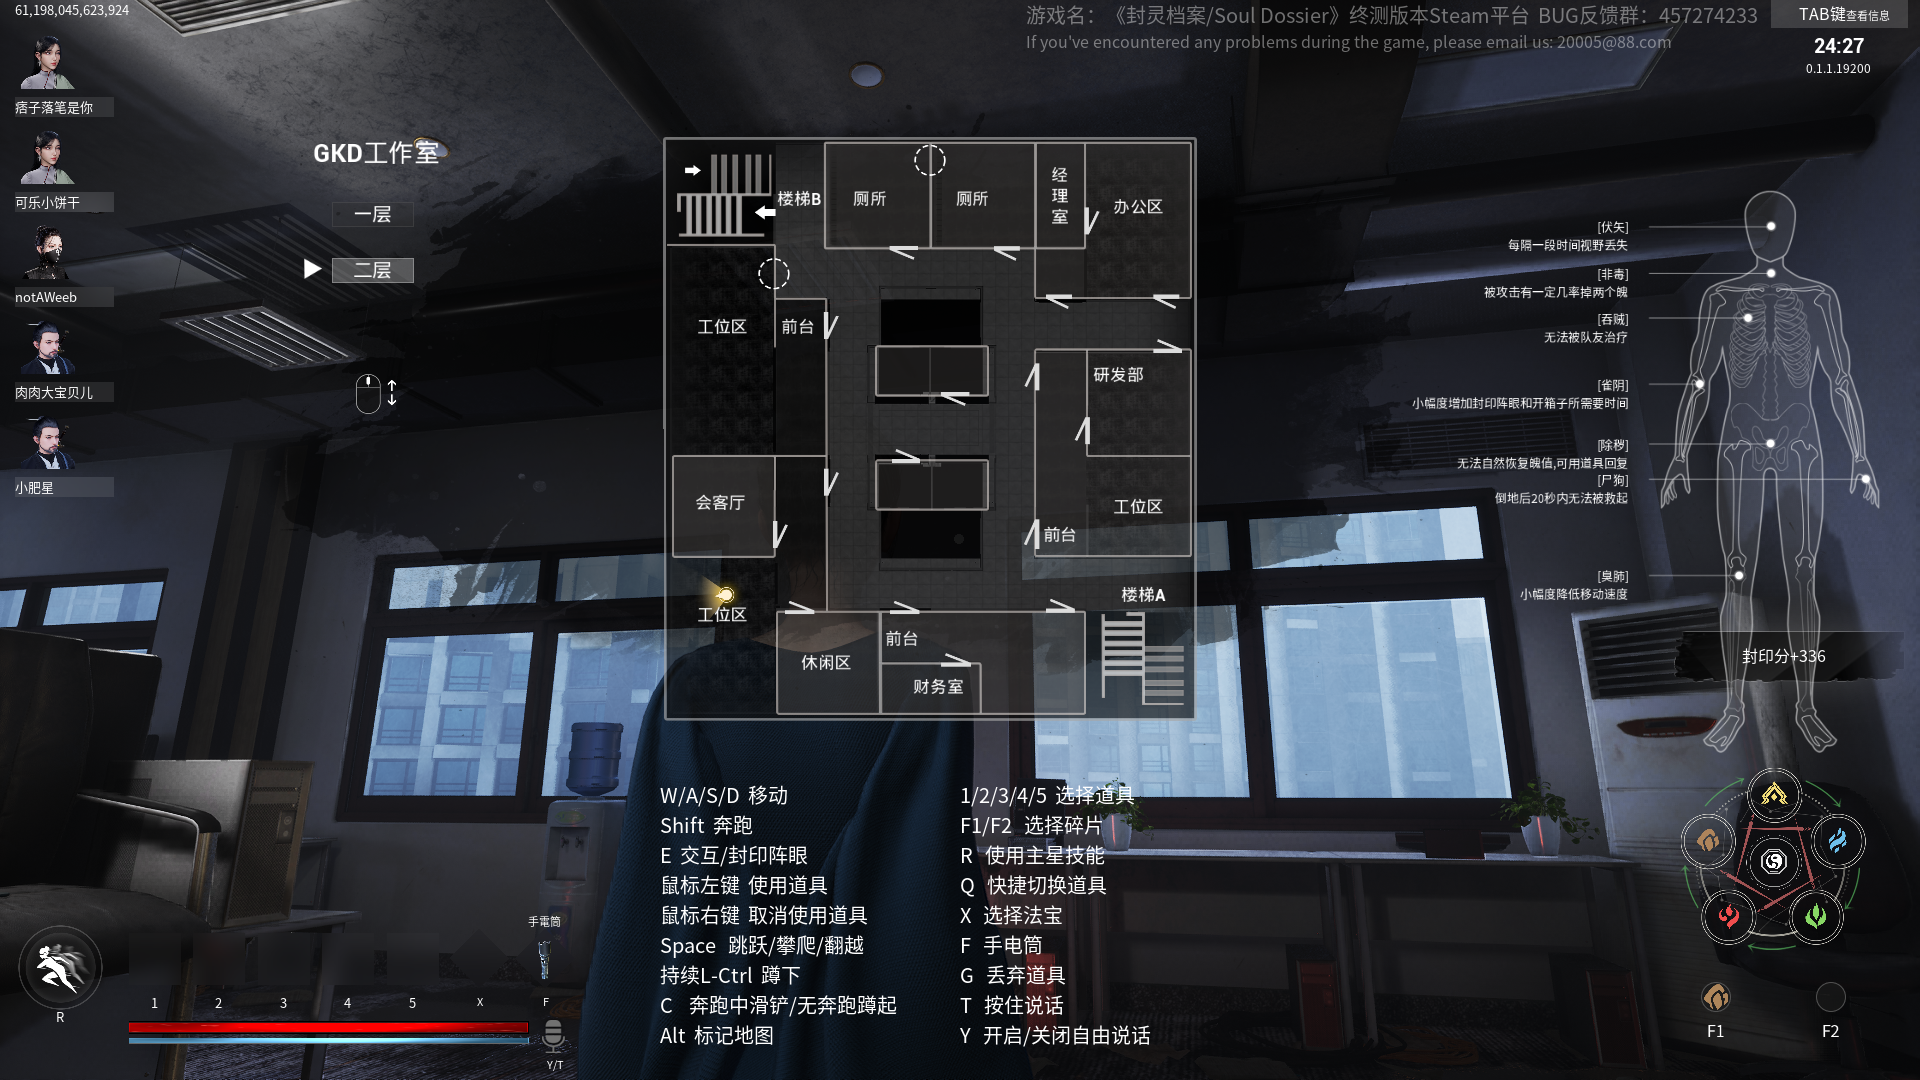 61,198,045,623,924
游戏名：《封灵档案/Soul Dossier》终测版本Steam平台 BUG反馈群：457274233
If you've encountered any problems during the game, please email us: 20005@88.com
TAB键查看信息
24:27
0.1.1.19200
痞子落笔是你
可乐小饼干
notAWeeb
肉肉大宝贝儿
小肥星
GKD工作室
一层
二层
楼梯B
厕所
厕所
经理室
办公区
工位区
前台
研发部
会客厅
工位区
前台
工位区
楼梯A
前台
休闲区
财务室
[伏矢]
每隔一段时间视野丢失
[非毒]
被攻击有一定几率掉两个魄
[吞贼]
无法被队友治疗
[雀阴]
小幅度增加封印阵眼和开箱子所需要时间
[除秽]
无法自然恢复魄值,可用道具回复
[尸狗]
倒地后20秒内无法被救起
[臭肺]
小幅度降低移动速度
封印分+336
W/A/S/D 移动
Shift 奔跑
E 交互/封印阵眼
鼠标左键 使用道具
鼠标右键 取消使用道具
Space 跳跃/攀爬/翻越
持续L-Ctrl 蹲下
C 奔跑中滑铲/无奔跑蹲起
Alt 标记地图
1/2/3/4/5 选择道具
F1/F2 选择碎片
R 使用主星技能
Q 快捷切换道具
X 选择法宝
F 手电筒
G 丢弃道具
T 按住说话
Y 开启/关闭自由说话
手電筒
R
1 2 3 4 5 X F
Y/T
F1 F2